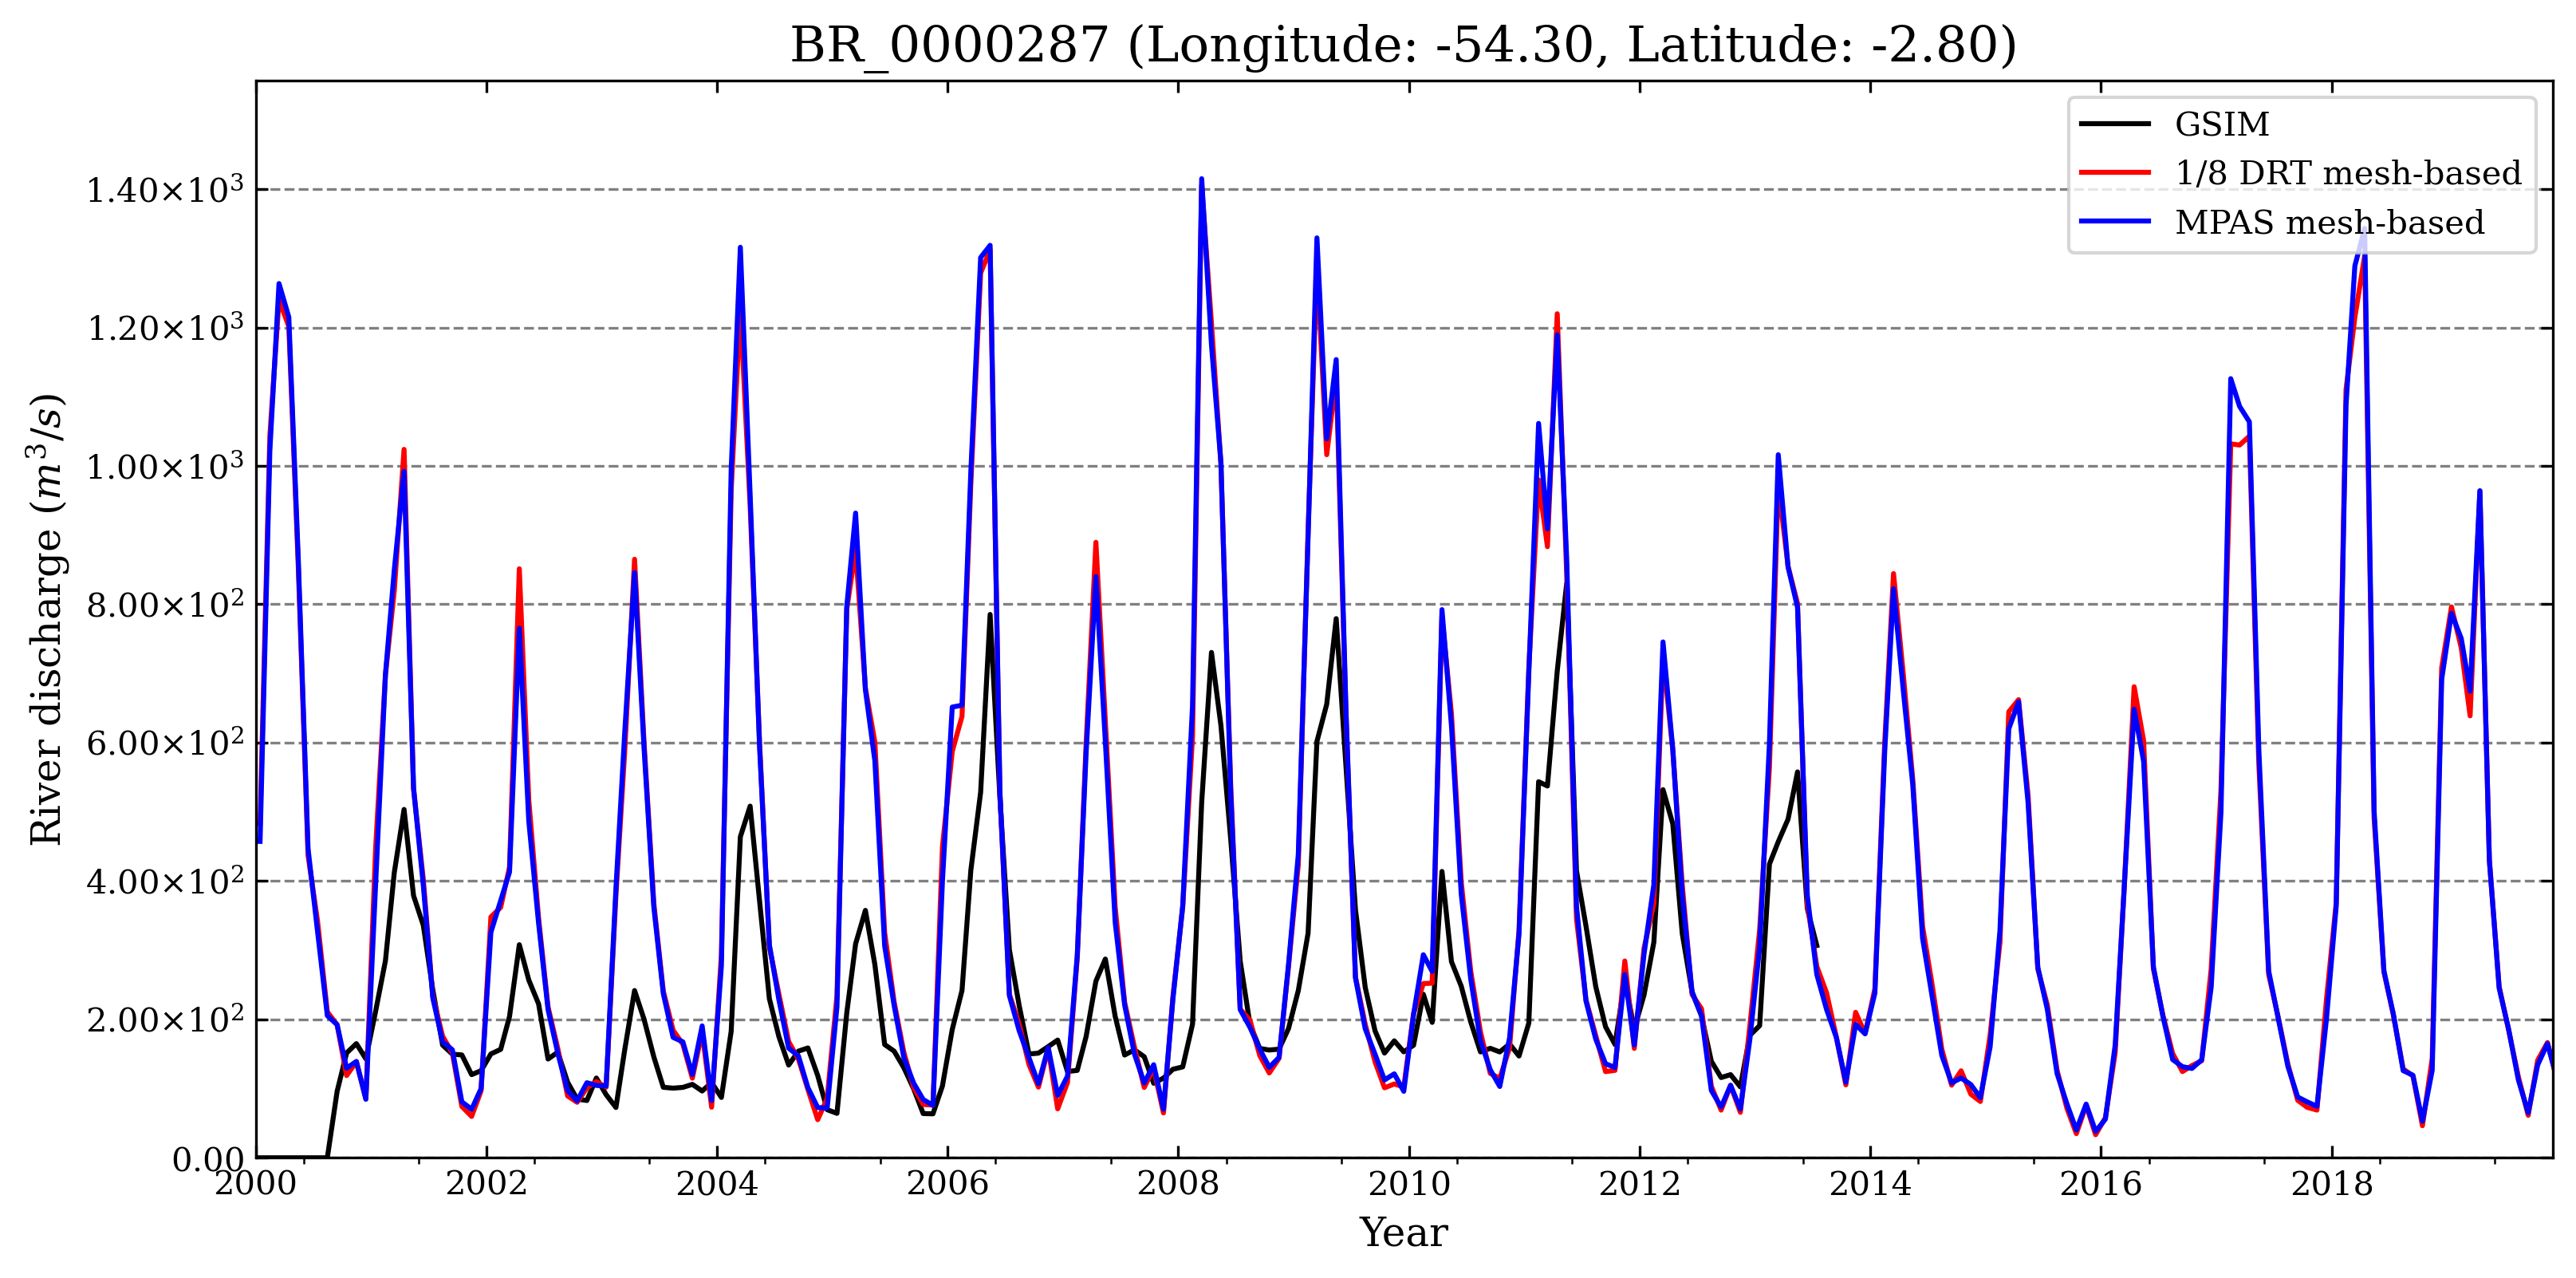 BR_0000287 (Longitude: -54.30, Latitude: -2.80)
GSIM
1/8 DRT mesh-based
MPAS mesh-based
1.40×10³
1.20×10³
1.00×10³
8.00×10²
6.00×10²
4.00×10²
2.00×10²
0.00
River discharge (m³/s)
2000 2002 2004 2006 2008 2010 2012 2014 2016 2018
Year